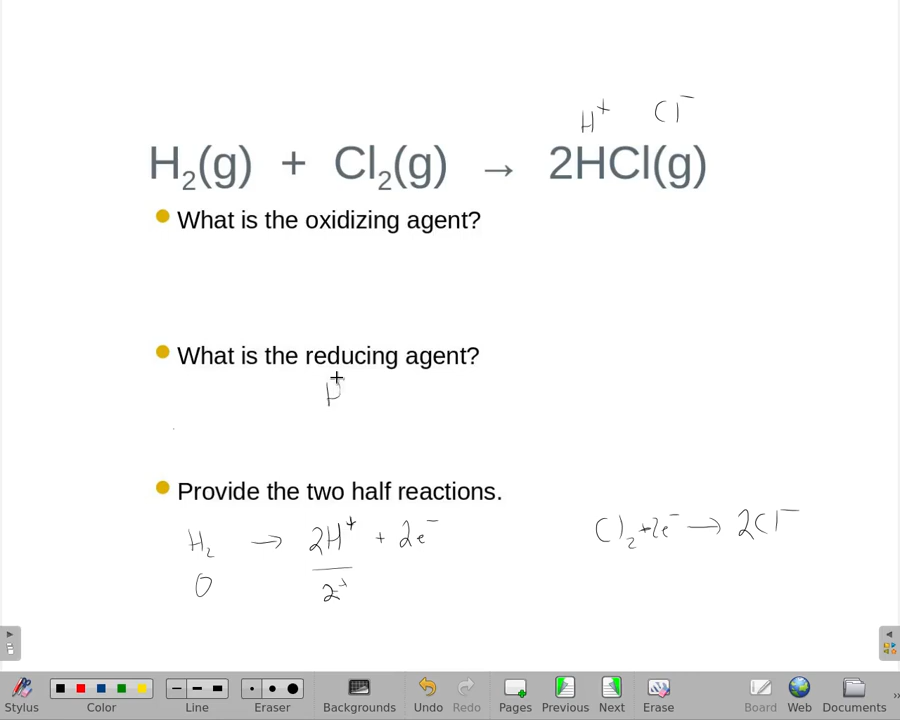 H⁺ Cl⁻
H₂(g) + Cl₂(g) → 2HCl(g)
What is the oxidizing agent?
What is the reducing agent?
Provide the two half reactions.
H₂ → 2H⁺ + 2e⁻
Cl₂ + 2e⁻ → 2Cl⁻
0 2⁺
Stylus Color Line Eraser Backgrounds Undo Redo Pages Previous Next Erase Board Web Documents